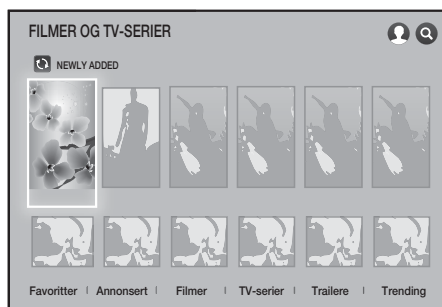 FILMER OG TV-SERIER
NEWLY ADDED
Favoritter | Annonsert | Filmer | TV-serier | Trailere | Trending